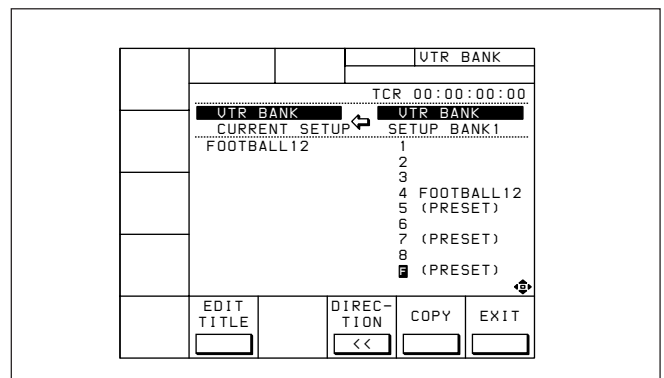 VTR BANK
TCR 00:00:00:00
VTR BANK
CURRENT SETUP
VTR BANK
SETUP BANK1
FOOTBALL12
1
2
3
4 FOOTBALL12
5 (PRESET)
6
7 (PRESET)
8
F (PRESET)
EDIT
TITLE
DIREC-
TION
<<
COPY
EXIT